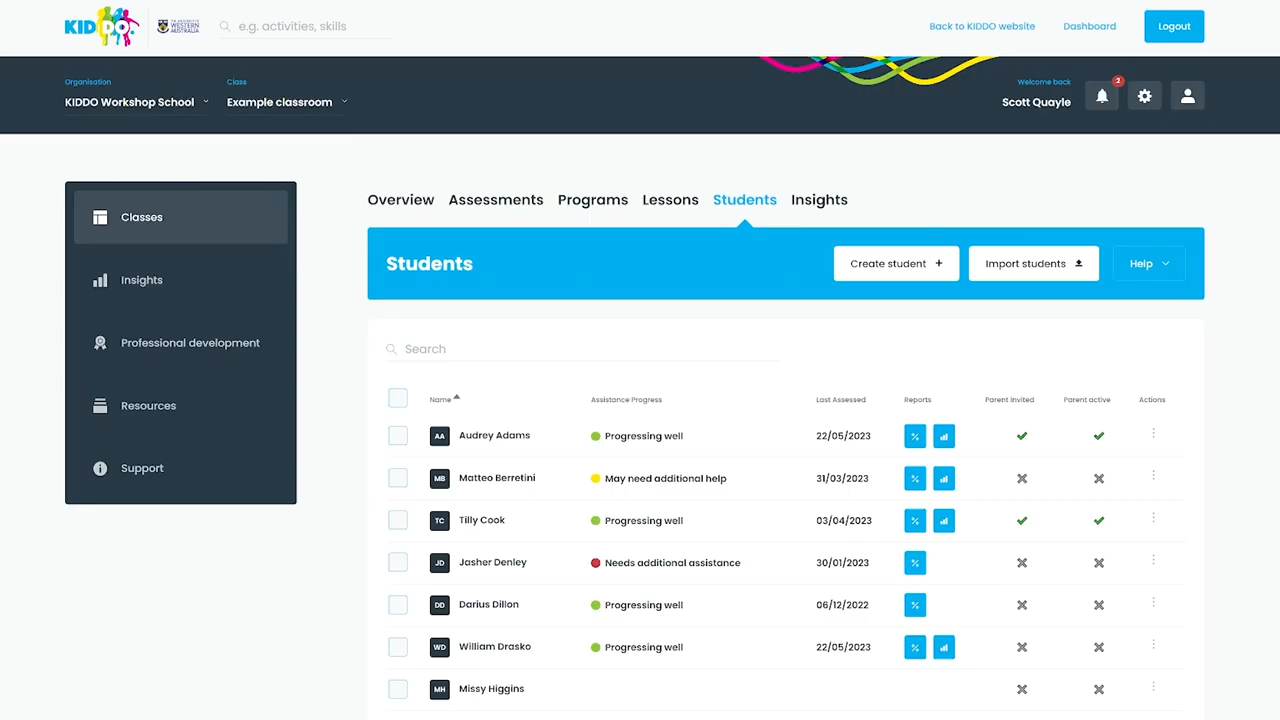 KIDDO
THE UNIVERSITY OF
WESTERN
AUSTRALIA
e.g. activities, skills
Back to KIDDO website
Dashboard
Logout
Organisation
Class
KIDDO Workshop School
Example classroom
Welcome back
Scott Quayle
2
Classes
Insights
Professional development
Resources
Support
Overview Assessments Programs Lessons Students Insights
Students
Create student +
Import students
Help
Search
Name Assistance Progress Last Assessed Reports Parent invited Parent active Actions
AA Audrey Adams Progressing well 22/05/2023 %
MB Matteo Berretini May need additional help 31/03/2023 %
TC Tilly Cook Progressing well 03/04/2023 %
JD Jasher Denley Needs additional assistance 30/01/2023 %
DD Darius Dillon Progressing well 06/12/2022 %
WD William Drasko Progressing well 22/05/2023 %
MH Missy Higgins